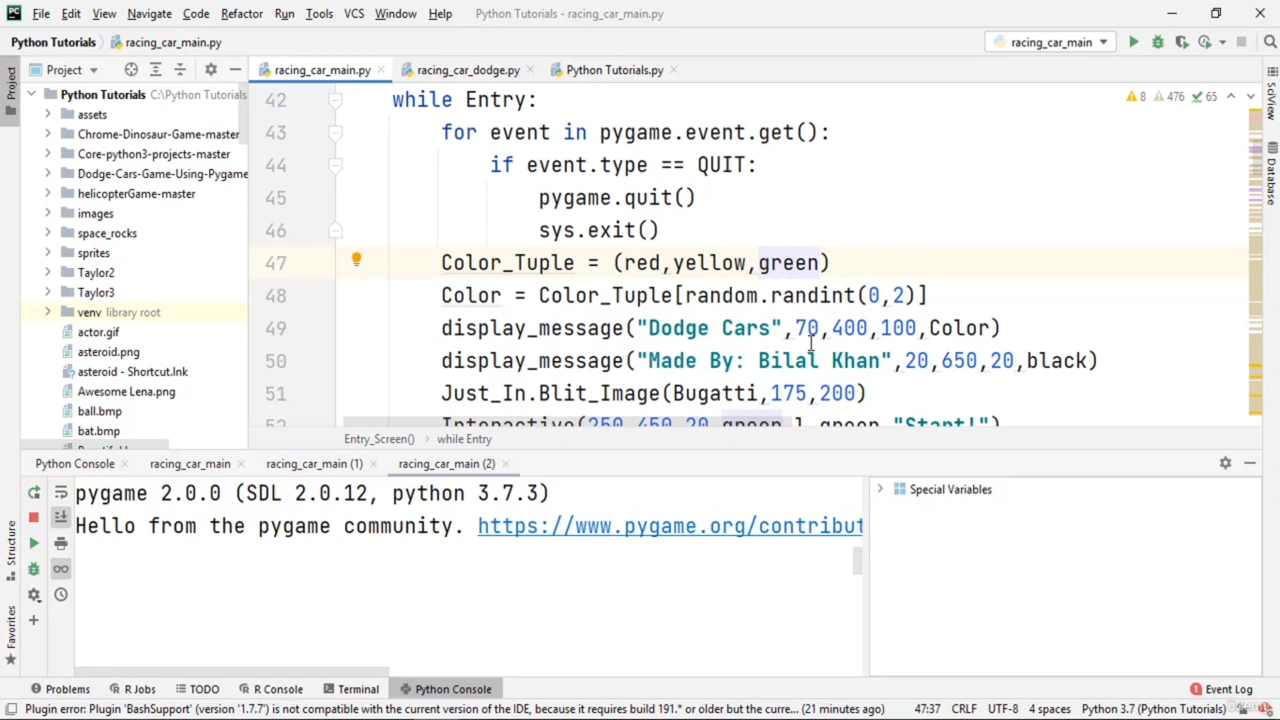 File Edit View Navigate Code Refactor Run Tools VCS Window Help Python Tutorials - racing_car_main.py
Python Tutorials racing_car_main.py racing_car_main
Project racing_car_main.py racing_car_dodge.py Python Tutorials.py
Project
Structure
Favorites
SciView
Database
Python Tutorials C:\Python Tutorials
assets
Chrome-Dinosaur-Game-master
Core-python3-projects-master
Dodge-Cars-Game-Using-Pygame
helicopterGame-master
images
space_rocks
sprites
Taylor2
Taylor3
venv library root
actor.gif
asteroid.png
asteroid - Shortcut.lnk
Awesome Lena.png
ball.bmp
bat.bmp
8 476 65
42 while Entry:
43 for event in pygame.event.get():
44 if event.type == QUIT:
45 pygame.quit()
46 sys.exit()
47 Color_Tuple = (red,yellow,green)
48 Color = Color_Tuple[random.randint(0,2)]
49 display_message("Dodge Cars",70,400,100,Color)
50 display_message("Made By: Bilal Khan",20,650,20,black)
51 Just_In.Blit_Image(Bugatti,175,200)
Entry_Screen() while Entry
Python Console racing_car_main racing_car_main (1) racing_car_main (2)
pygame 2.0.0 (SDL 2.0.12, python 3.7.3)
Hello from the pygame community. https://www.pygame.org/contribut
Special Variables
Problems R Jobs TODO R Console Terminal Python Console Event Log
Plugin error: Plugin 'BashSupport' (version '1.7.7') is not compatible with the current version of the IDE, because it requires build 191.* or older but the curre... (21 minutes ago) 47:37 CRLF UTF-8 4 spaces Python 3.7 (Python Tutorials)